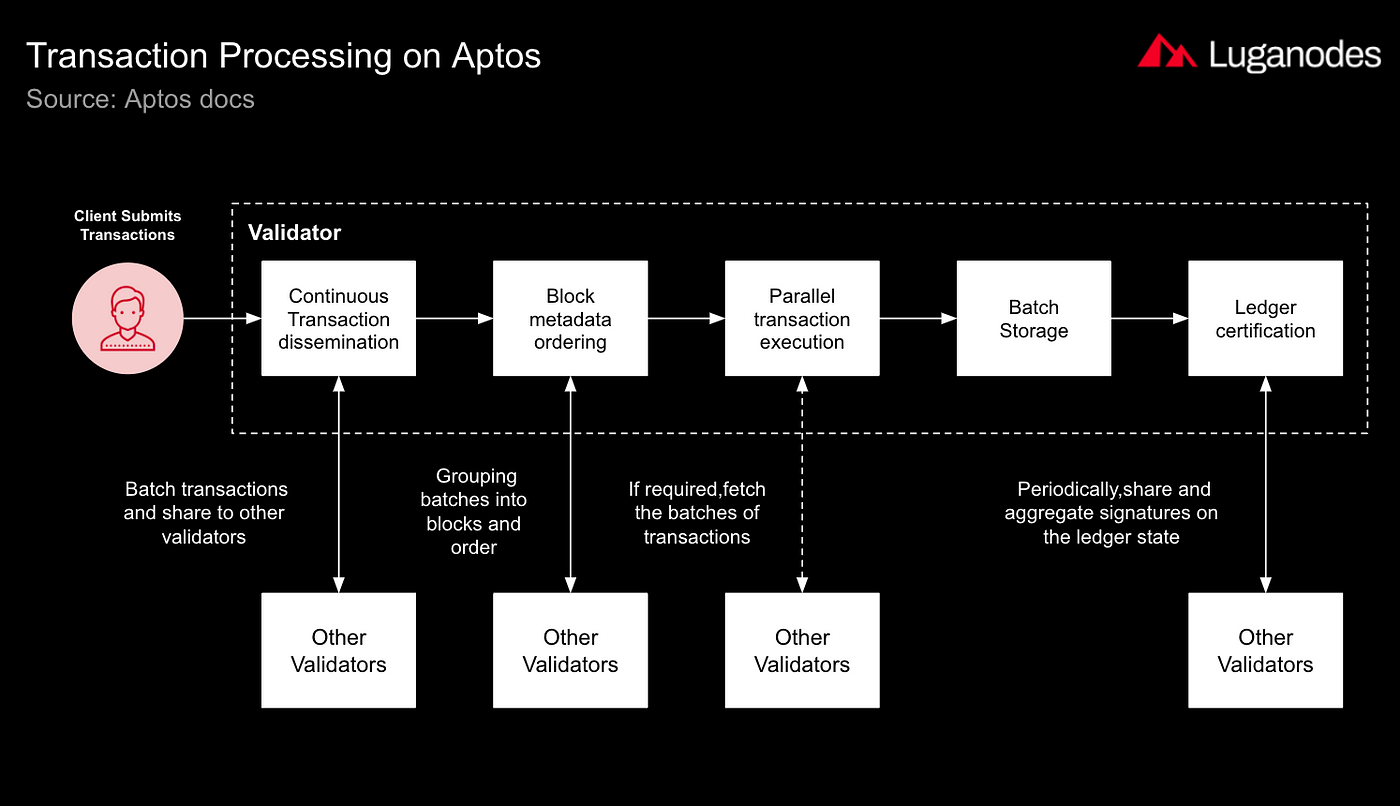 Transaction Processing on Aptos
Source: Aptos docs
Luganodes
Client Submits
Transactions
Validator
Continuous
Transaction
dissemination
Block
metadada
ordering
Parallel
transaction
execution
Batch
Storage
Ledger
certification
Batch transactions
and share to other
validators
Grouping
batches into
blocks and
order
If required,fetch
the batches of
transactions
Periodically,share and
aggregate signatures on
the ledger state
Other
Validators
Other
Validators
Other
Validators
Other
Validators